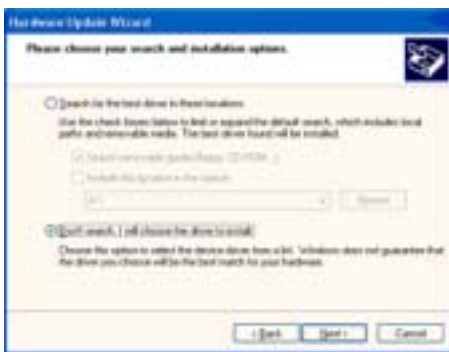 Hardware Update Wizard
Please choose your search and installation options.
Search for the best driver in these locations.
Use the check boxes below to limit or expand the default search, which includes local
paths and removable media. The best driver found will be installed.
Search removable media (floppy, CD-ROM...)
Include this location in the search:
A:\
Browse
Don't search. I will choose the driver to install.
Choose this option to select the device driver from a list. Windows does not guarantee that
the driver you choose will be the best match for your hardware.
< Back
Next >
Cancel